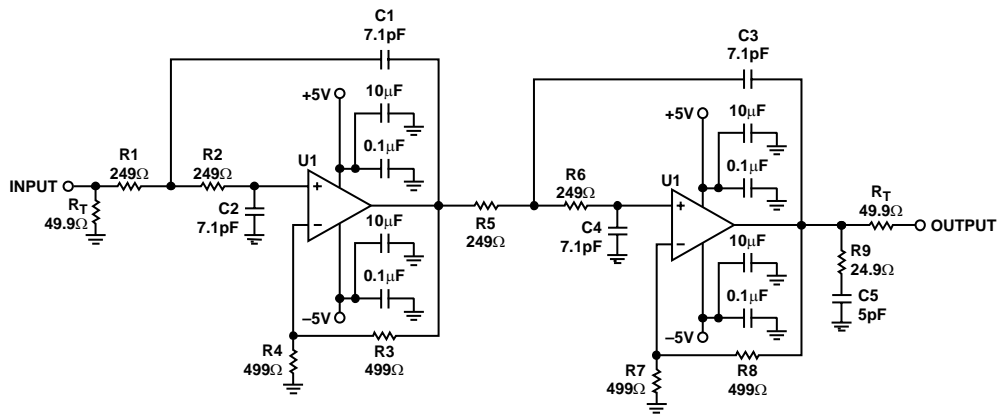 C1
7.1pF
C3
7.1pF
+5V
10μF
0.1μF
+5V
10μF
0.1μF
R1
249Ω
R2
249Ω
U1
INPUT
RT
49.9Ω
C2
7.1pF
+
–
10μF
0.1μF
–5V
R4
499Ω
R3
499Ω
R5
249Ω
R6
249Ω
U1
C4
7.1pF
+
–
10μF
0.1μF
–5V
R7
499Ω
R8
499Ω
RT
49.9Ω
OUTPUT
R9
24.9Ω
C5
5pF